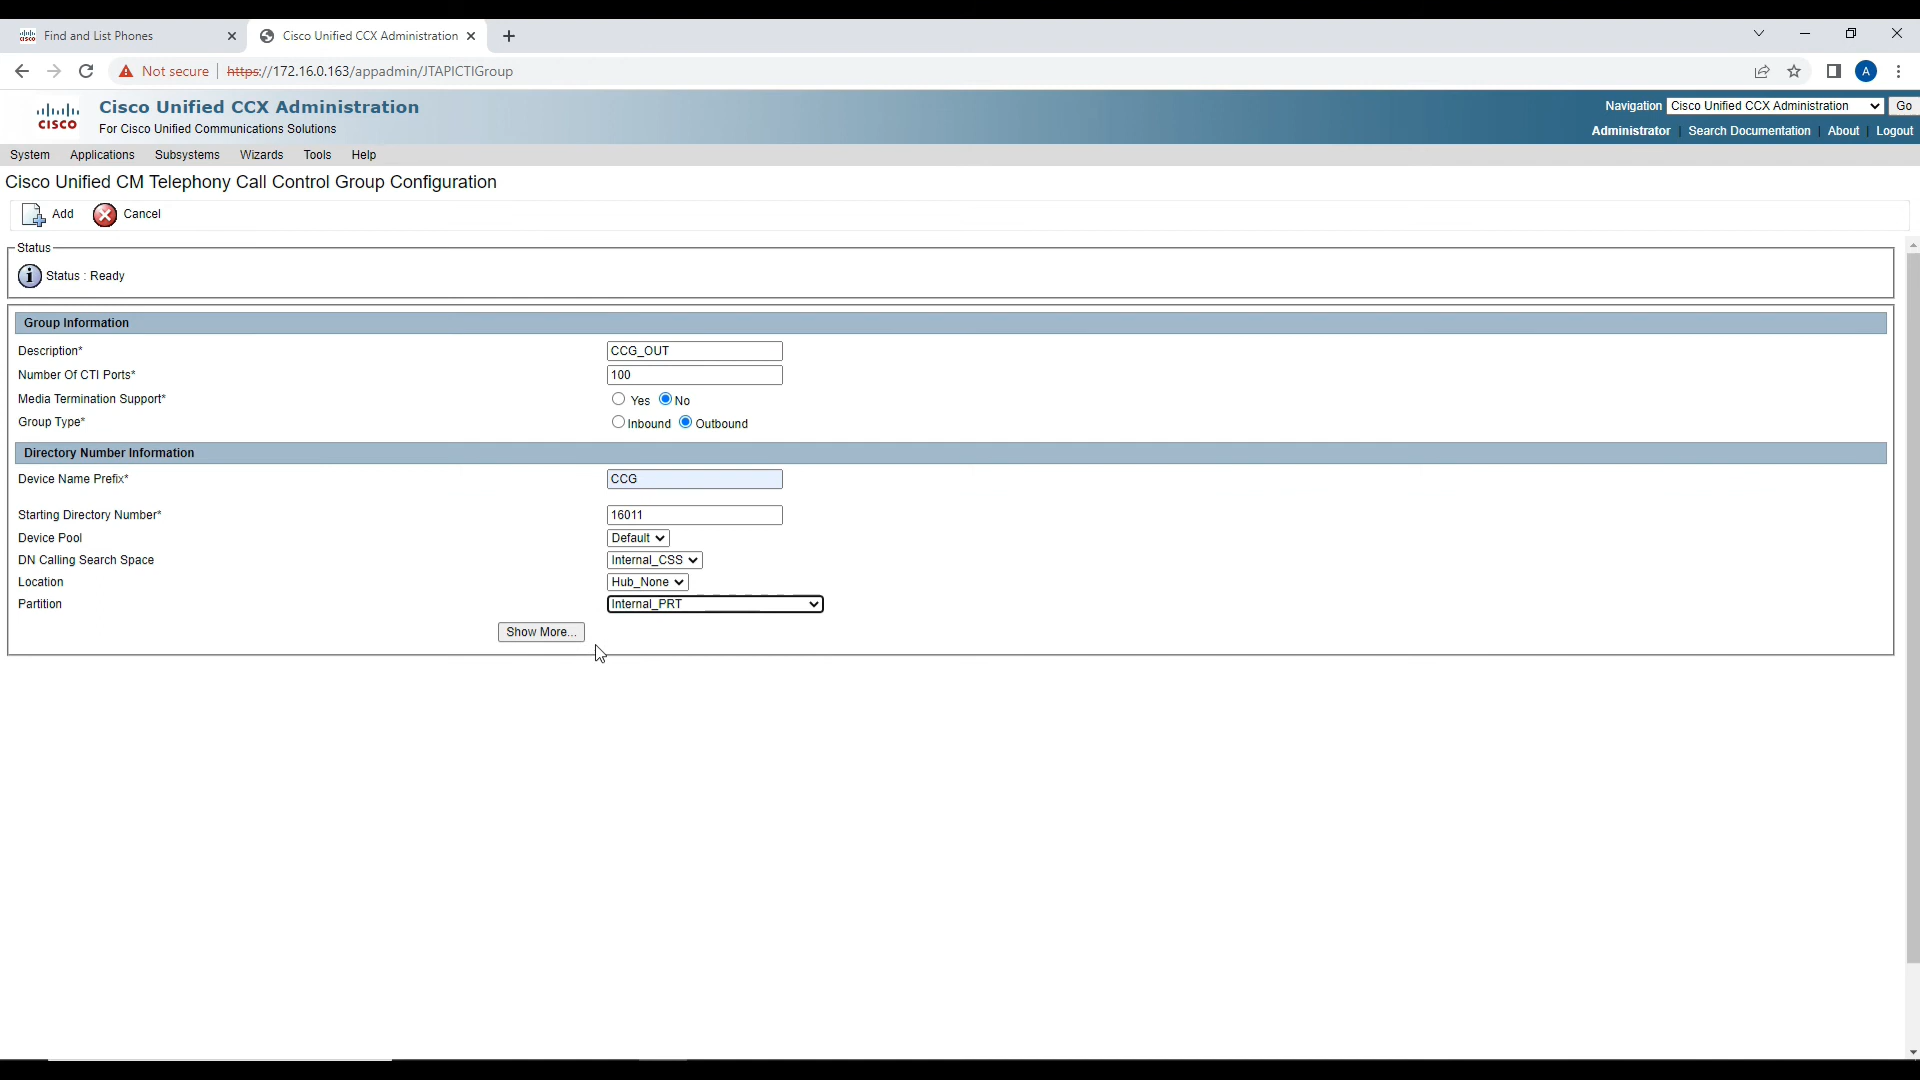 Find and List Phones
Cisco Unified CCX Administration
Not secure https://172.16.0.163/appadmin/JTAPICTIGroup
A
CISCO
Cisco Unified CCX Administration
For Cisco Unified Communications Solutions
Navigation Cisco Unified CCX Administration Go
Administrator | Search Documentation | About | Logout
System Applications Subsystems Wizards Tools Help
Cisco Unified CM Telephony Call Control Group Configuration
Add Cancel
Status
Status : Ready
Group Information
Description* CCG_OUT
Number Of CTI Ports* 100
Media Termination Support* Yes No
Group Type* Inbound Outbound
Directory Number Information
Device Name Prefix* CCG
Starting Directory Number* 16011
Device Pool Default
DN Calling Search Space Internal_CSS
Location Hub_None
Partition Internal_PRT
Show More...